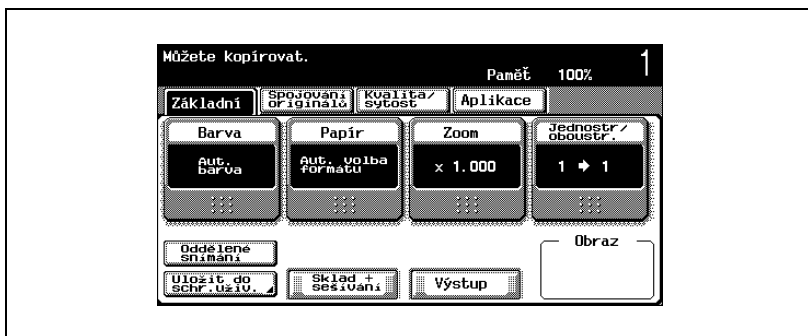 Můžete kopírovat.
Paměť 100% 1
Základní
Spojování
originálů
Kvalita/
sytost
Aplikace
Barva
Papír
Zoom
Jednostr/
oboustr.
Aut.
barva
Aut. volba
formátu
x 1.000
1 ➔ 1
Oddělené
snímání
Obraz
Uložit do
schr.uživ.
Sklad +
sešívání
Výstup